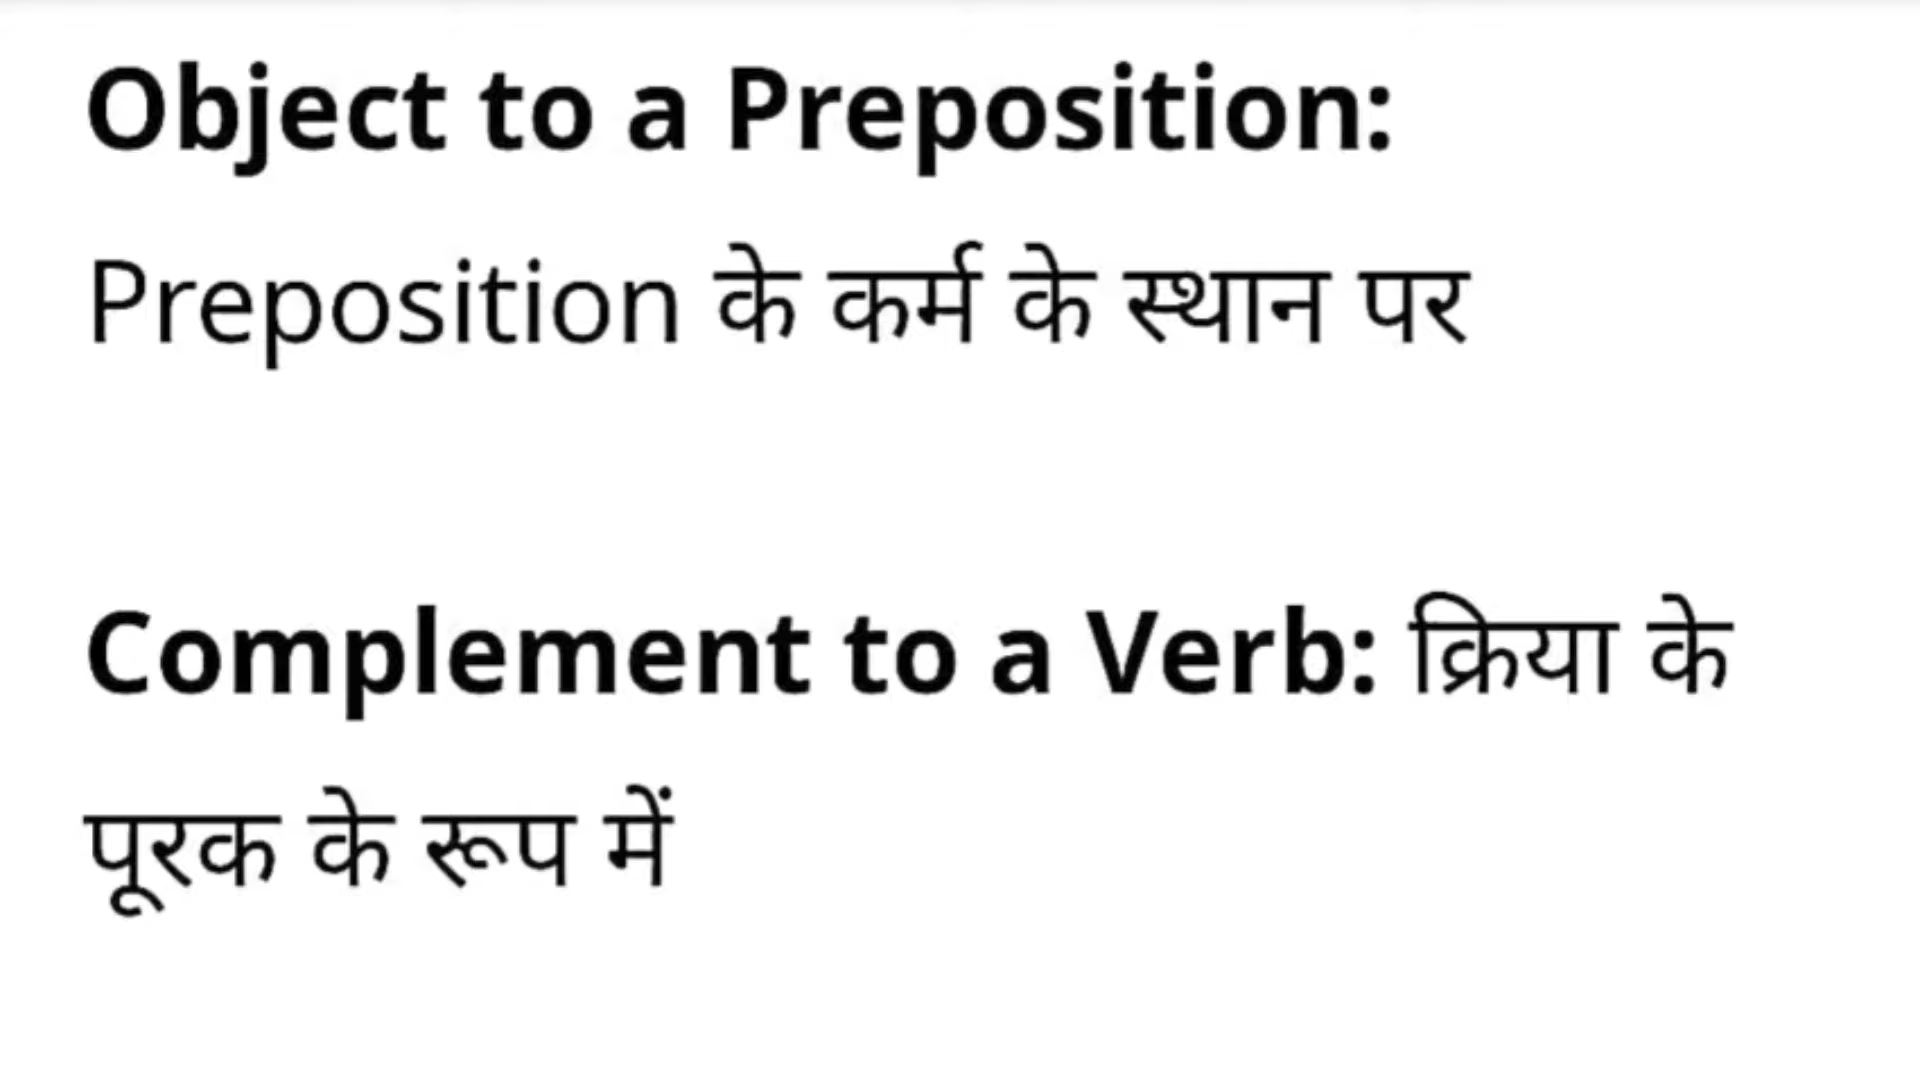 Object to a Preposition:
Preposition के कर्म के स्थान पर
Complement to a Verb: क्रिया के
पूरक के रूप में